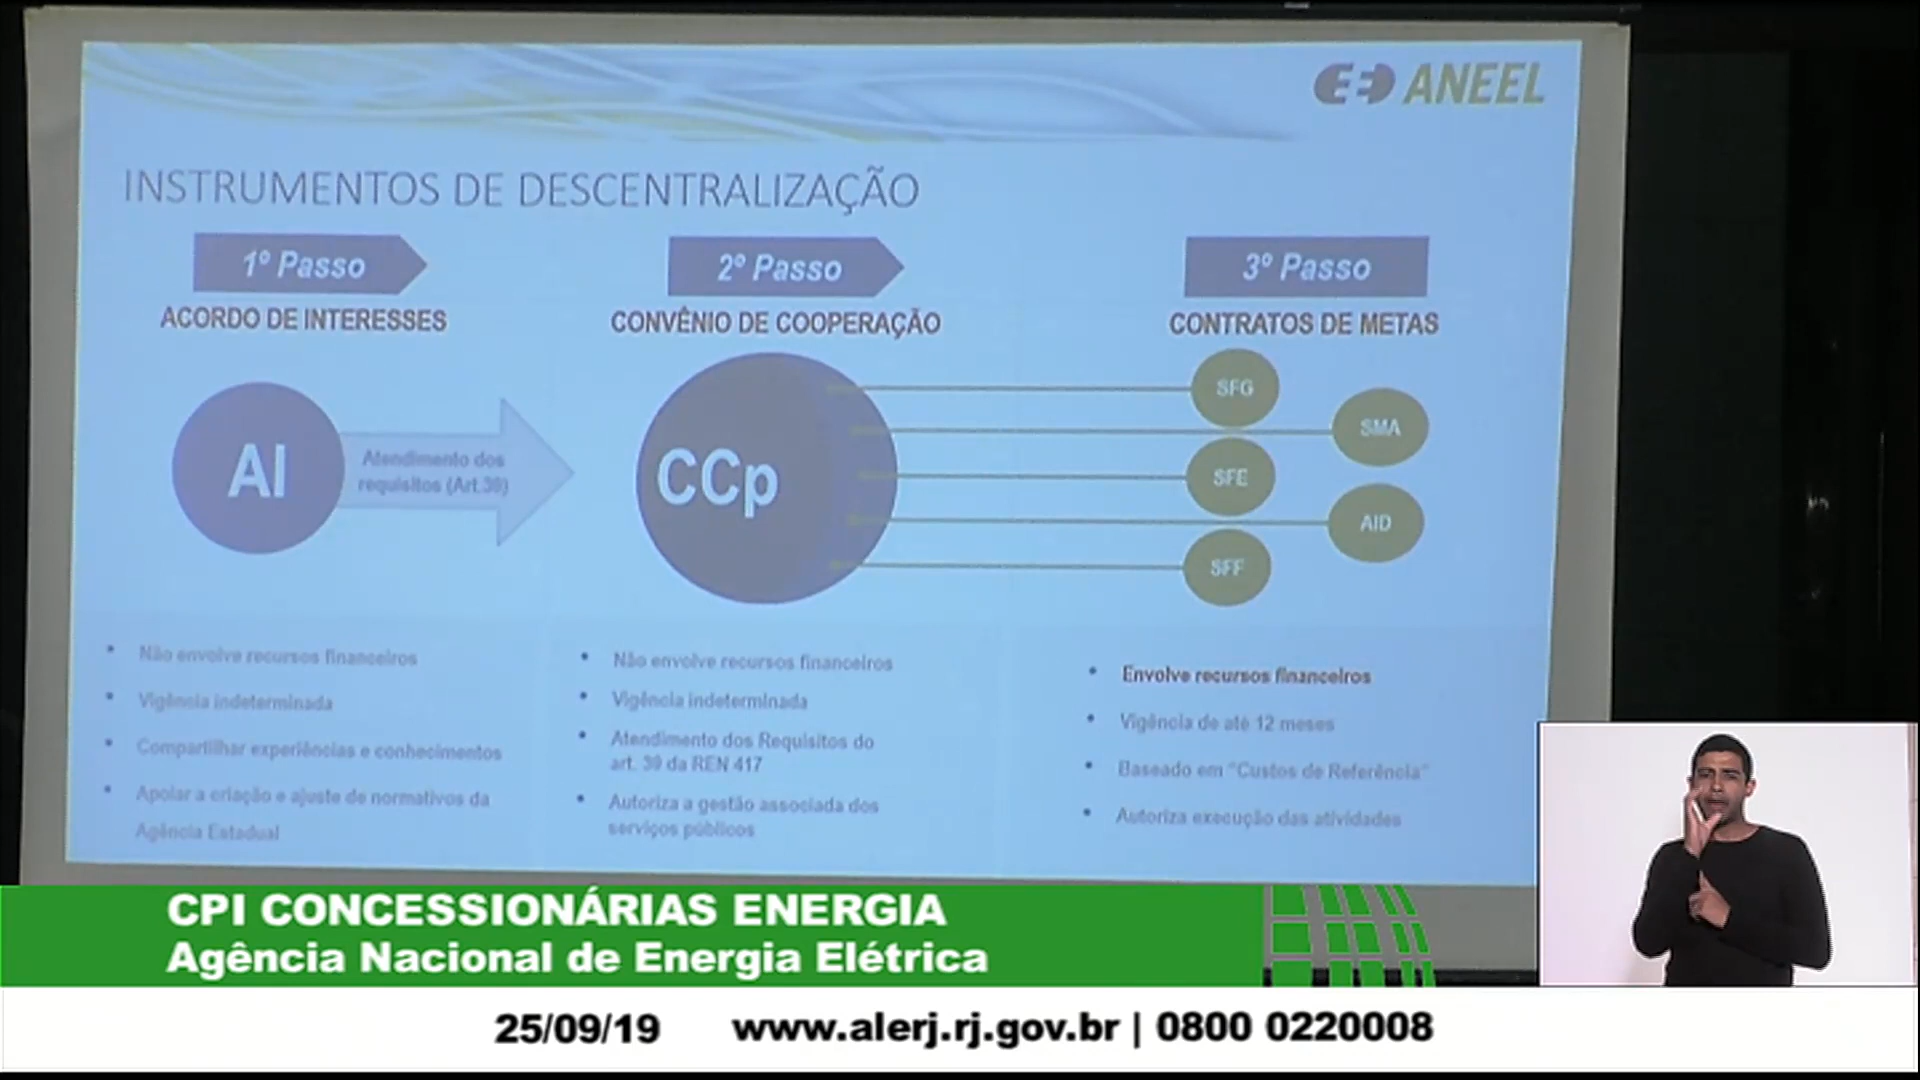 ANEEL
INSTRUMENTOS DE DESCENTRALIZAÇÃO
1º Passo
ACORDO DE INTERESSES
AI
Atendimento dos
requisitos (Art.39)
2º Passo
CONVÊNIO DE COOPERAÇÃO
CCp
3º Passo
CONTRATOS DE METAS
SFG
SMA
SFE
AID
SFF
• Não envolve recursos financeiros
• Vigência indeterminada
• Compartilhar experiências e conhecimentos
• Apoiar a criação e ajuste de normativos da
Agência Estadual
• Não envolve recursos financeiros
• Vigência indeterminada
• Atendimento dos Requisitos do
art. 39 da REN 417
• Autoriza a gestão associada dos
serviços públicos
• Envolve recursos financeiros
• Vigência de até 12 meses
• Baseado em "Custos de Referência"
• Autoriza execução das atividades
CPI CONCESSIONÁRIAS ENERGIA
Agência Nacional de Energia Elétrica
25/09/19 www.alerj.rj.gov.br | 0800 0220008